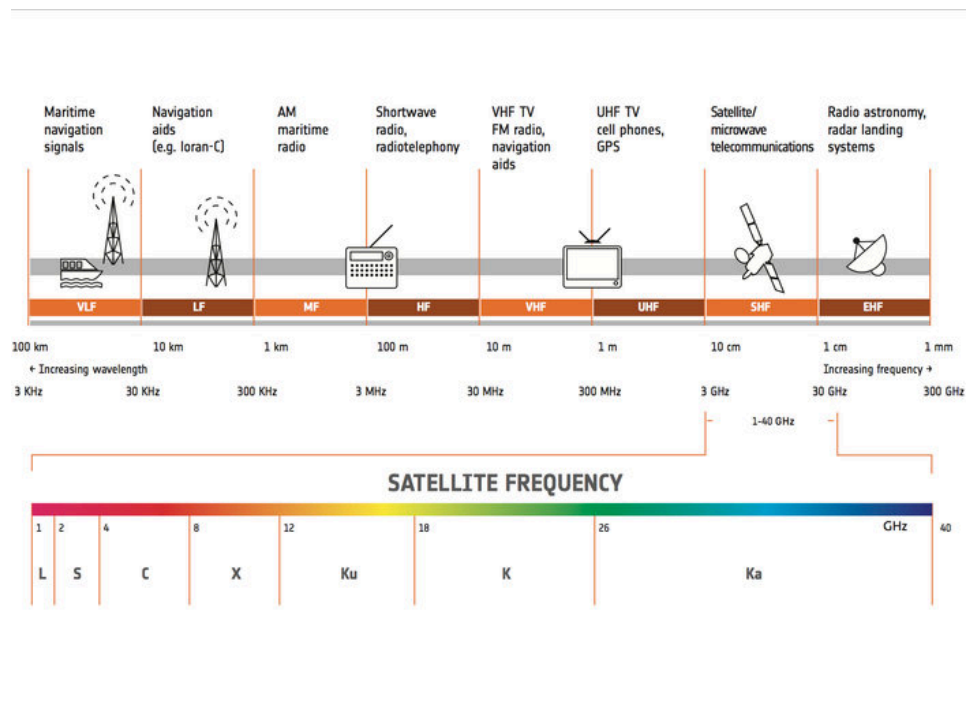 Maritime
navigation
signals
Navigation
aids
(e.g. loran-C)
AM
maritime
radio
Shortwave
radio,
radiotelephony
VHF TV
FM radio,
navigation
aids
UHF TV
cell phones,
GPS
Satellite/
microwave
telecommunications
Radio astronomy,
radar landing
systems
VLF LF MF HF VHF UHF SHF EHF
100 km 10 km 1 km 100 m 10 m 1 m 10 cm 1 cm 1 mm
← Increasing wavelength Increasing frequency →
3 KHz 30 KHz 300 KHz 3 MHz 30 MHz 300 MHz 3 GHz 30 GHz 300 GHz
1-40 GHz
SATELLITE FREQUENCY
1 2 4 8 12 18 26 GHz 40
L S C X Ku K Ka